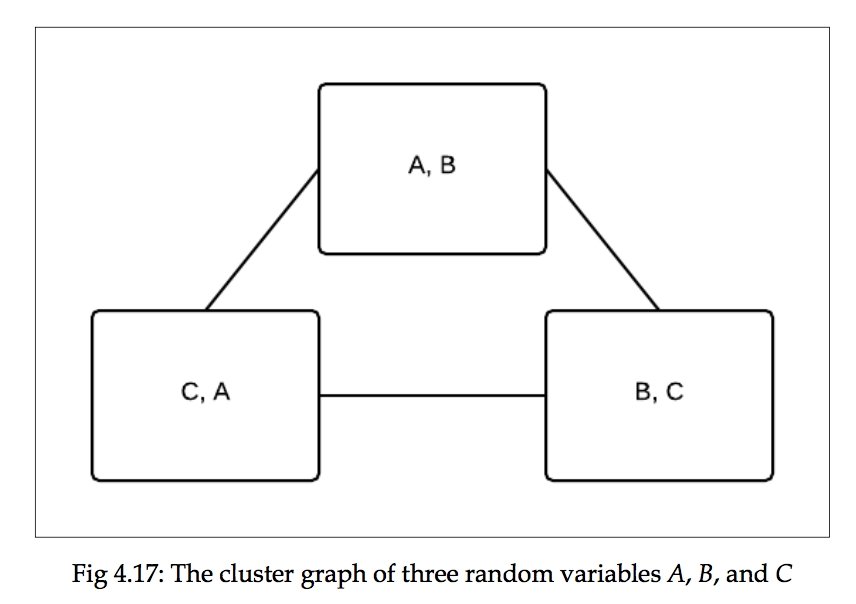 A, B
C, A
B, C
Fig 4.17: The cluster graph of three random variables A, B, and C